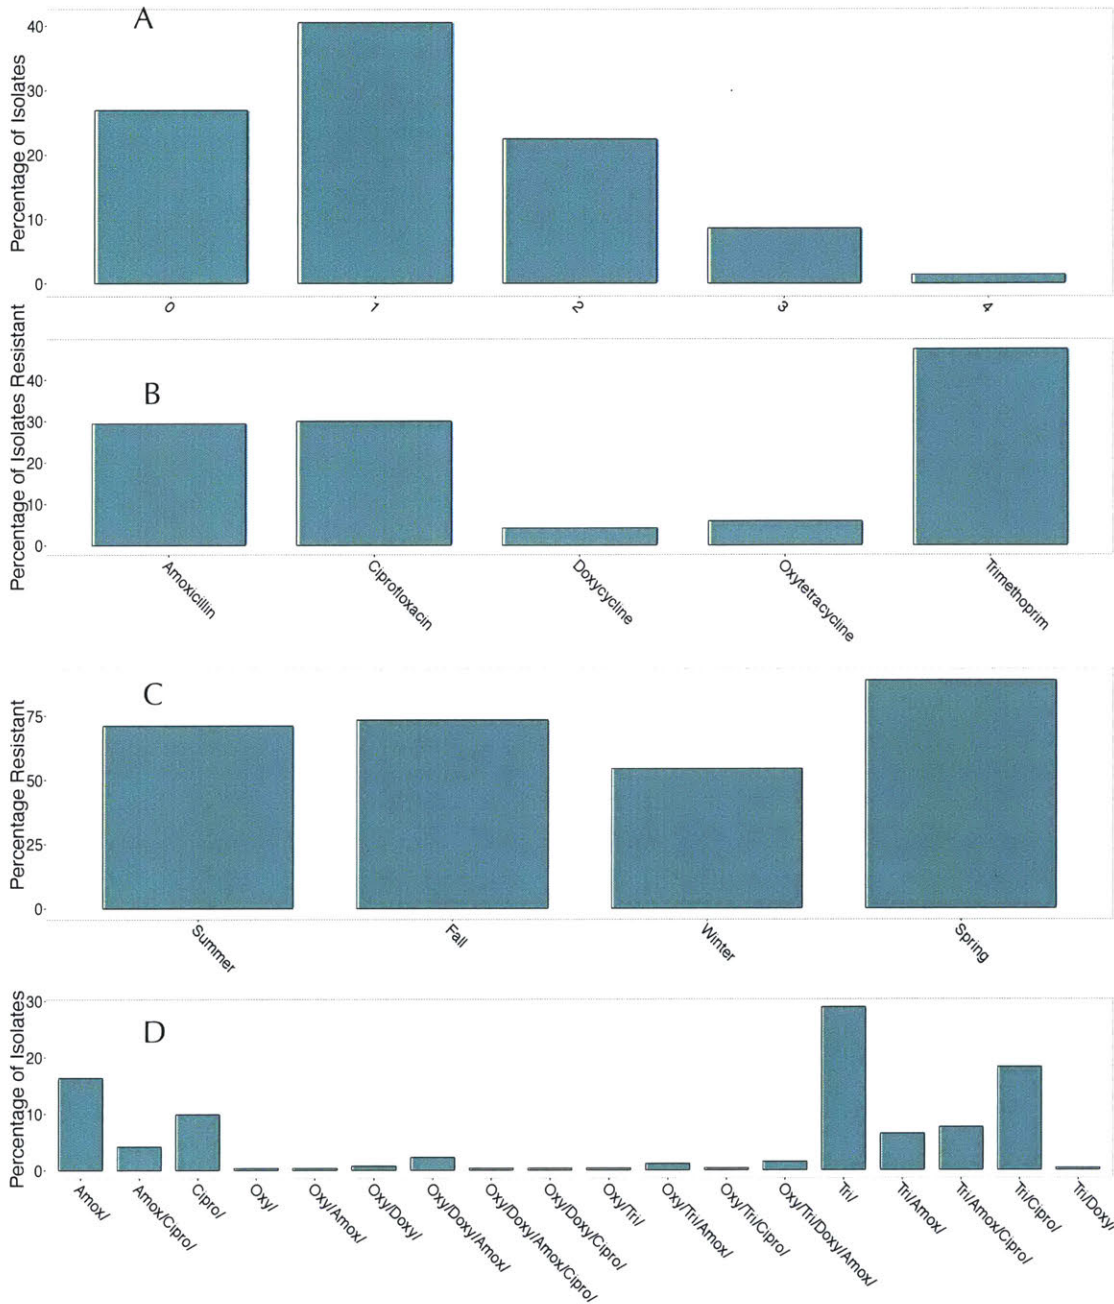 A
Percentage of Isolates
40
30
20
10
0
0 1 2 3 4
B
Percentage of Isolates Resistant
40
30
20
10
0
Amoxicillin Ciprofloxacin Doxycycline Oxytetracycline Trimethoprim
C
Percentage Resistant
75
50
25
0
Summer Fall Winter Spring
D
Percentage of Isolates
30
20
10
0
Amox/ Amox/Cipro/ Cipro/ Oxy/ Oxy/Amox/ Oxy/Doxy/ Oxy/Doxy/Amox/ Oxy/Doxy/Amox/Cipro/ Oxy/Doxy/Cipro/ Oxy/Tri/ Oxy/Tri/Amox/ Oxy/Tri/Cipro/ Oxy/Tri/Doxy/Amox/ Tri/ Tri/Amox/ Tri/Amox/Cipro/ Tri/Cipro/ Tri/Doxy/